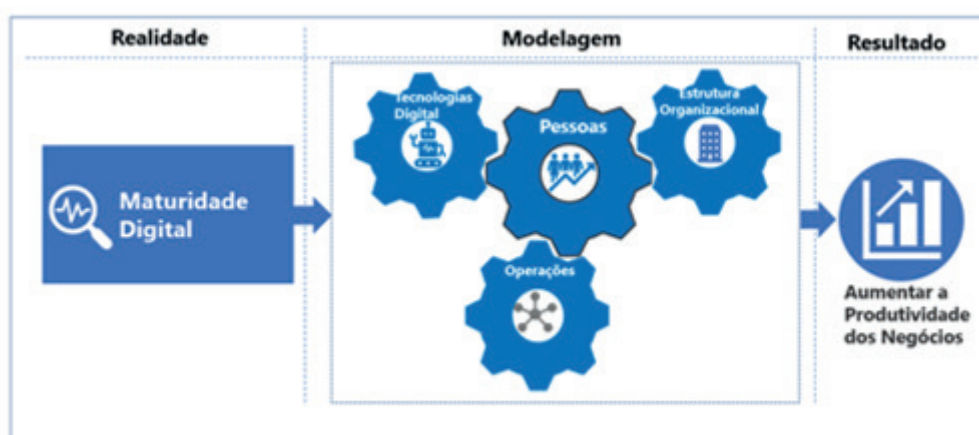 Realidade
Modelagem
Resultado
Maturidade
Digital
Tecnologias
Digital
Pessoas
Estrutura
Organizacional
Operações
Aumentar a
Produtividade
dos Negócios